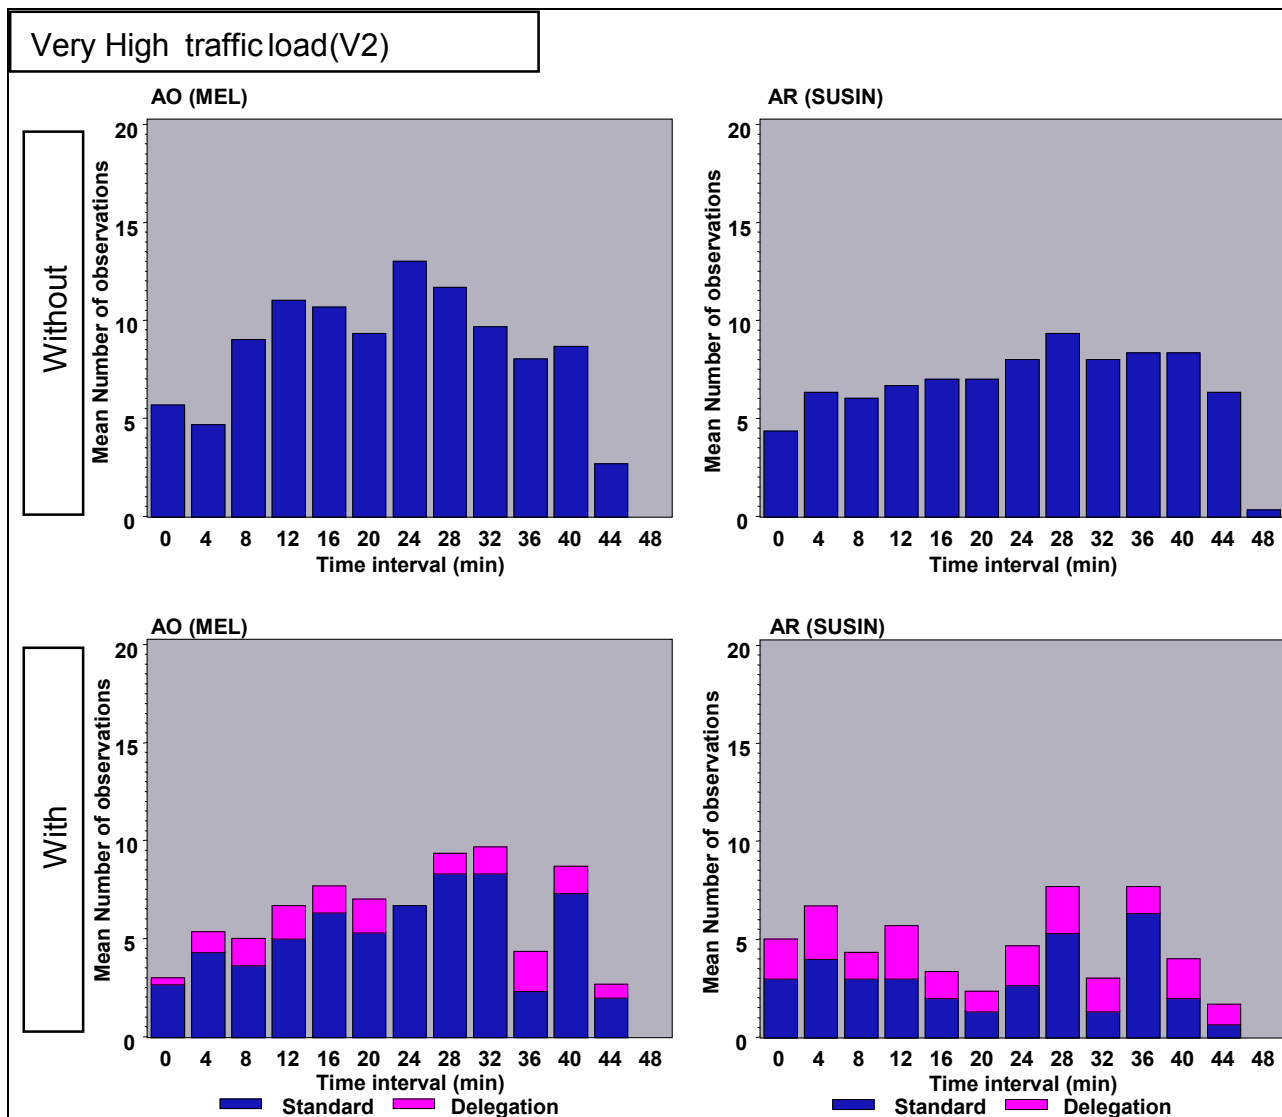 Very High traffic load(V2)
AO (MEL)
AR (SUSIN)
Without
Mean Number of observations
20
15
10
5
0
0 4 8 12 16 20 24 28 32 36 40 44 48
Time interval (min)
Mean Number of observations
20
15
10
5
0
0 4 8 12 16 20 24 28 32 36 40 44 48
Time interval (min)
AO (MEL)
AR (SUSIN)
With
Mean Number of observations
20
15
10
5
0
0 4 8 12 16 20 24 28 32 36 40 44 48
Time interval (min)
Mean Number of observations
20
15
10
5
0
0 4 8 12 16 20 24 28 32 36 40 44 48
Time interval (min)
Standard Delegation
Standard Delegation